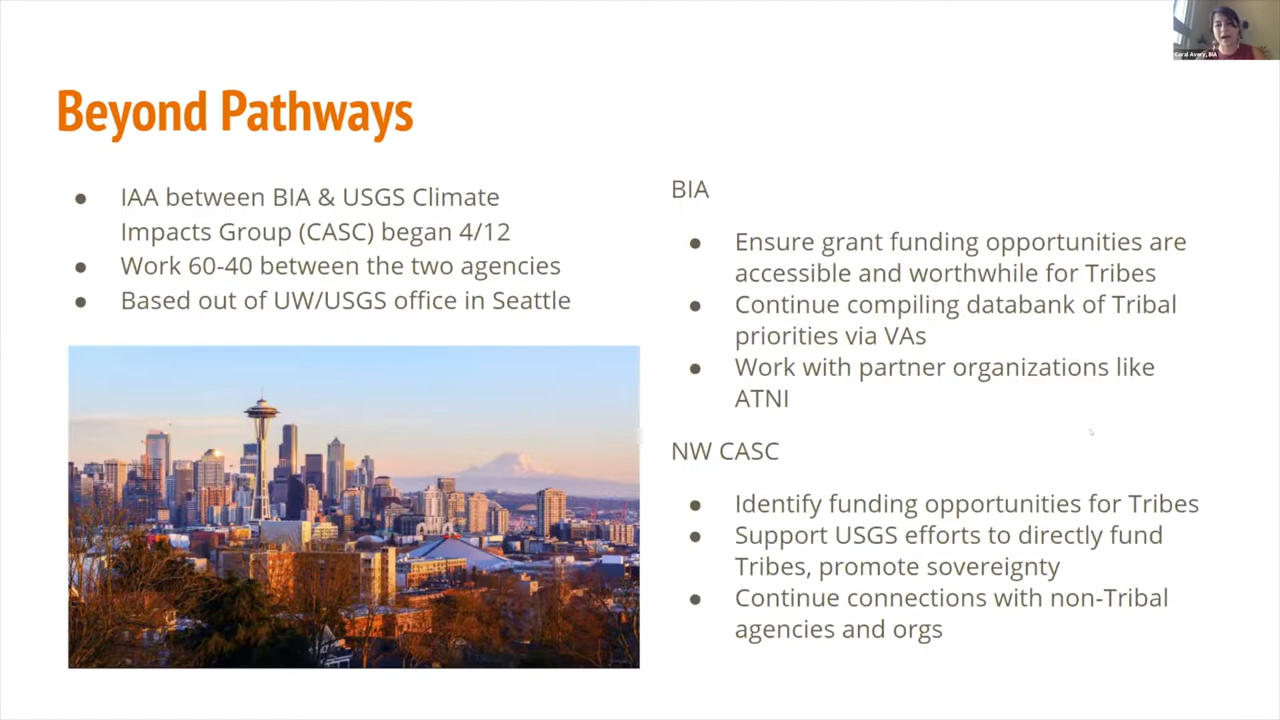 Beyond Pathways
● IAA between BIA & USGS Climate
Impacts Group (CASC) began 4/12
● Work 60-40 between the two agencies
● Based out of UW/USGS office in Seattle
BIA
● Ensure grant funding opportunities are
accessible and worthwhile for Tribes
● Continue compiling databank of Tribal
priorities via VAs
● Work with partner organizations like
ATNI
NW CASC
● Identify funding opportunities for Tribes
● Support USGS efforts to directly fund
Tribes, promote sovereignty
● Continue connections with non-Tribal
agencies and orgs
Coral Avery, BIA